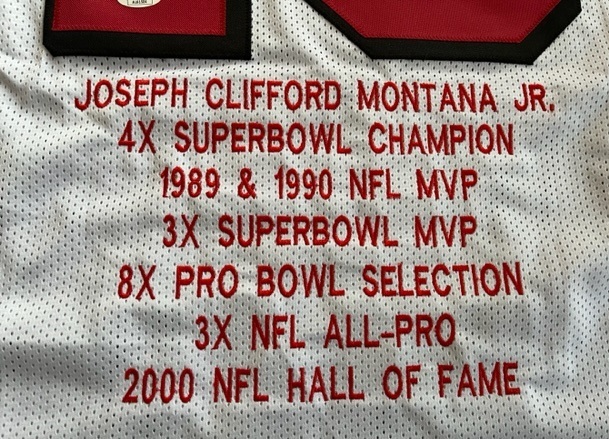 JOSEPH CLIFFORD MONTANA JR.
4X SUPERBOWL CHAMPION
1989 & 1990 NFL MVP
3X SUPERBOWL MVP
8X PRO BOWL SELECTION
3X NFL ALL-PRO
2000 NFL HALL OF FAME